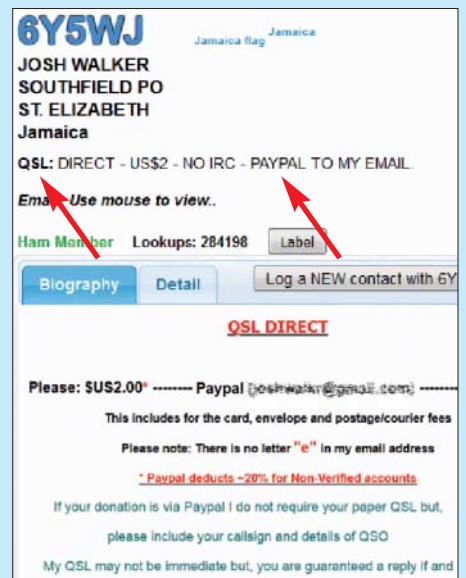 6Y5WJ
Jamaica flag Jamaica
JOSH WALKER
SOUTHFIELD PO
ST. ELIZABETH
Jamaica
QSL: DIRECT - US$2 - NO IRC - PAYPAL TO MY EMAIL.
Email: Use mouse to view..
Ham Member Lookups: 284198 Label
Biography Detail Log a NEW contact with 6Y
QSL DIRECT
Please: $US2.00* -------- Paypal --------
This includes for the card, envelope and postage/courier fees
Please note: There is no letter "e" in my email address
* Paypal deducts ~20% for Non-Verified accounts
If your donation is via Paypal I do not require your paper QSL but,
please include your callsign and details of QSO
My QSL may not be immediate but, you are guaranteed a reply if and